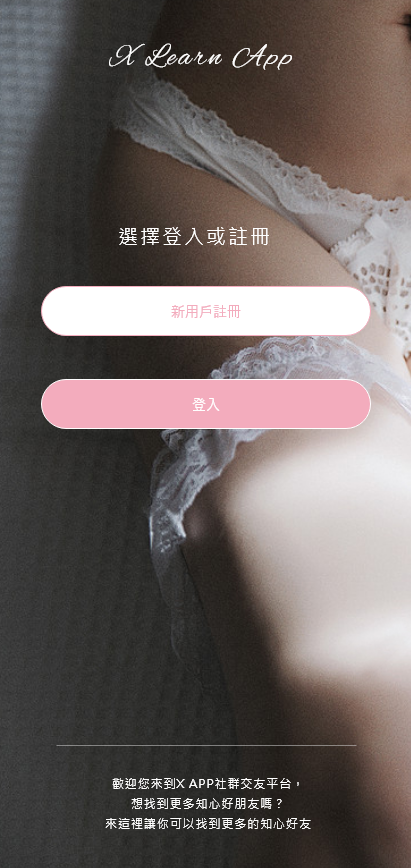 X Learn App
選擇登入或註冊
新用戶註冊
登入
歡迎您來到X APP社群交友平台，
想找到更多知心好朋友嗎？
來這裡讓你可以找到更多的知心好友